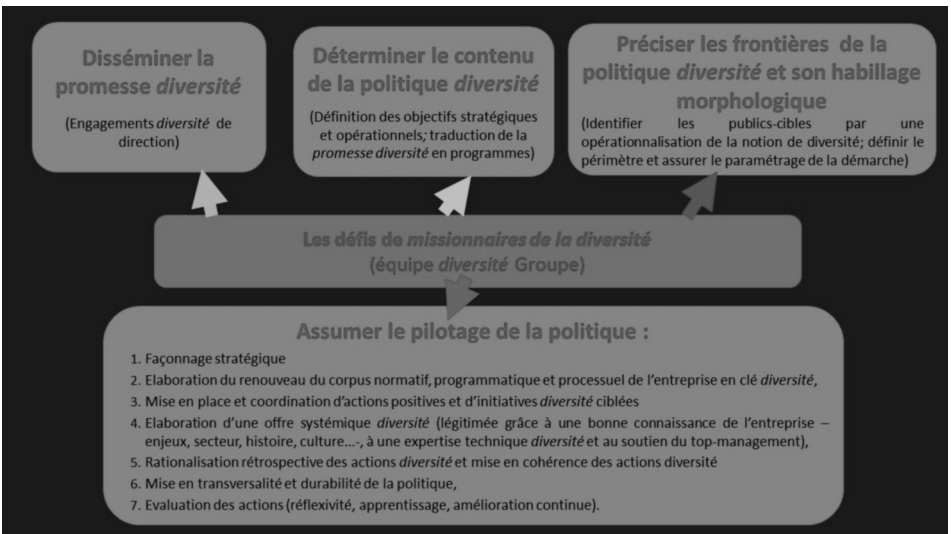 Disséminer la
promesse diversité
(Engagements diversité de
direction)
Déterminer le contenu
de la politique diversité
(Définition des objectifs stratégiques
et opérationnels; traduction de la
promesse diversité en programmes)
Préciser les frontières de la
politique diversité et son habillage
morphologique
(Identifier les publics-cibles par une
opérationnalisation de la notion de diversité; définir le
périmètre et assurer le paramétrage de la démarche)
Les défis de missionnaires de la diversité
(équipe diversité Groupe)
Assumer le pilotage de la politique :
1. Façonnage stratégique
2. Elaboration du renouveau du corpus normatif, programmatique et processuel de l'entreprise en clé diversité,
3. Mise en place et coordination d'actions positives et d'initiatives diversité ciblées
4. Elaboration d'une offre systémique diversité (légitimée grâce à une bonne connaissance de l'entreprise –
enjeux, secteur, histoire, culture...-, à une expertise technique diversité et au soutien du top-management),
5. Rationalisation rétrospective des actions diversité et mise en cohérence des actions diversité
6. Mise en transversalité et durabilité de la politique,
7. Evaluation des actions (réflexivité, apprentissage, amélioration continue).